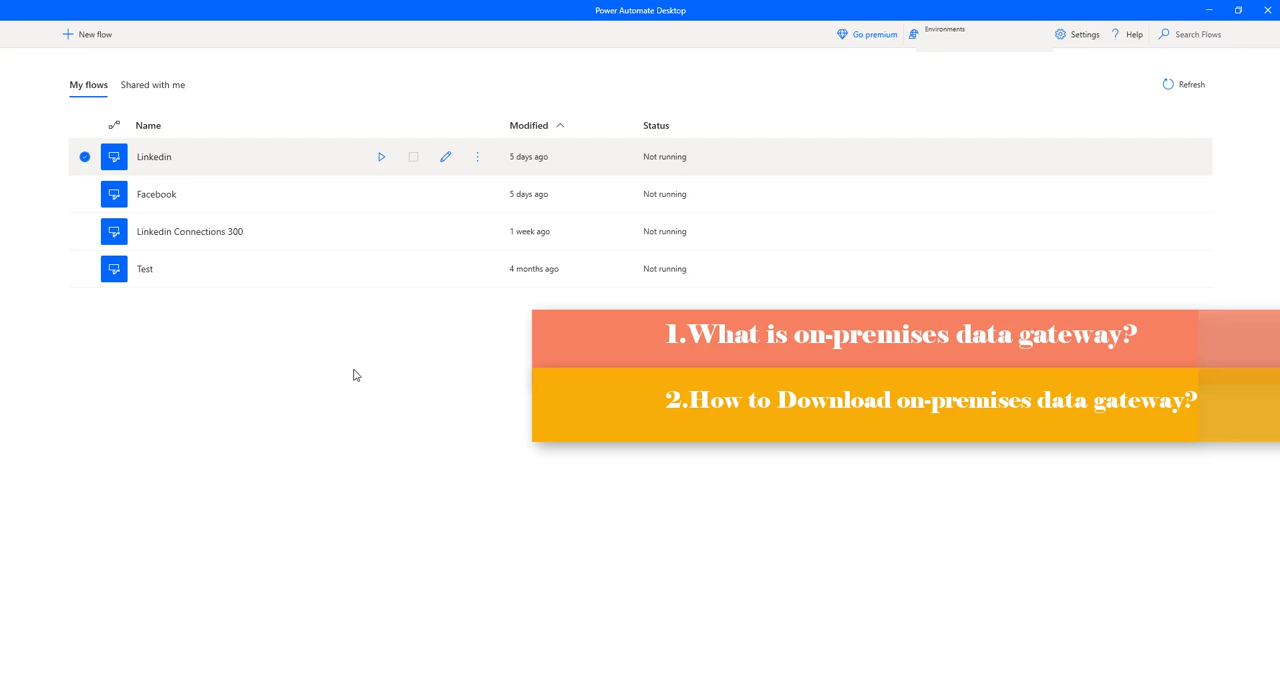 Power Automate Desktop
New flow
Go premium
Environments
Settings
Help
Search Flows
My flows
Shared with me
Refresh
Name
Modified
Status
Linkedin
5 days ago
Not running
Facebook
5 days ago
Not running
Linkedin Connections 300
1 week ago
Not running
Test
4 months ago
Not running
1.What is on-premises data gateway?
2.How to Download on-premises data gateway?